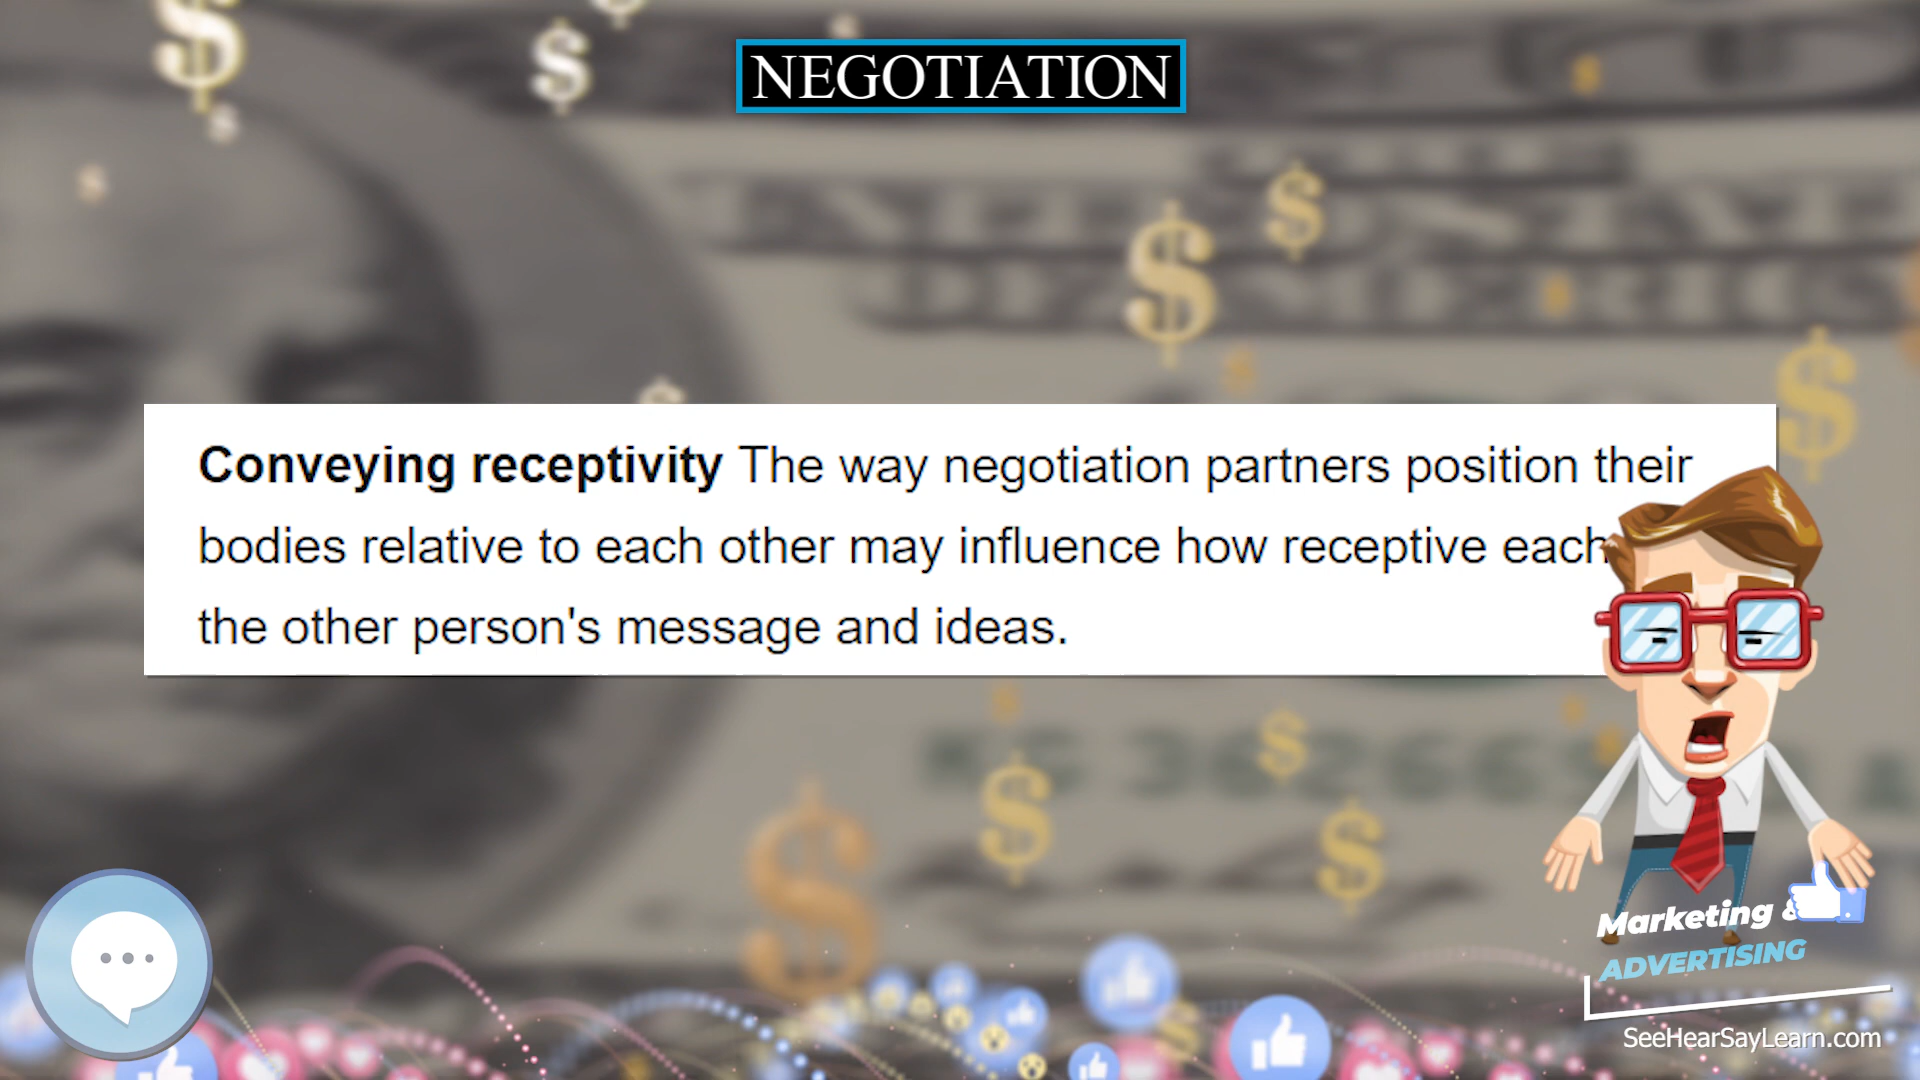 NEGOTIATION
Conveying receptivity The way negotiation partners position their
bodies relative to each other may influence how receptive each
the other person's message and ideas.
Marketing &
ADVERTISING
SeeHearSayLearn.com